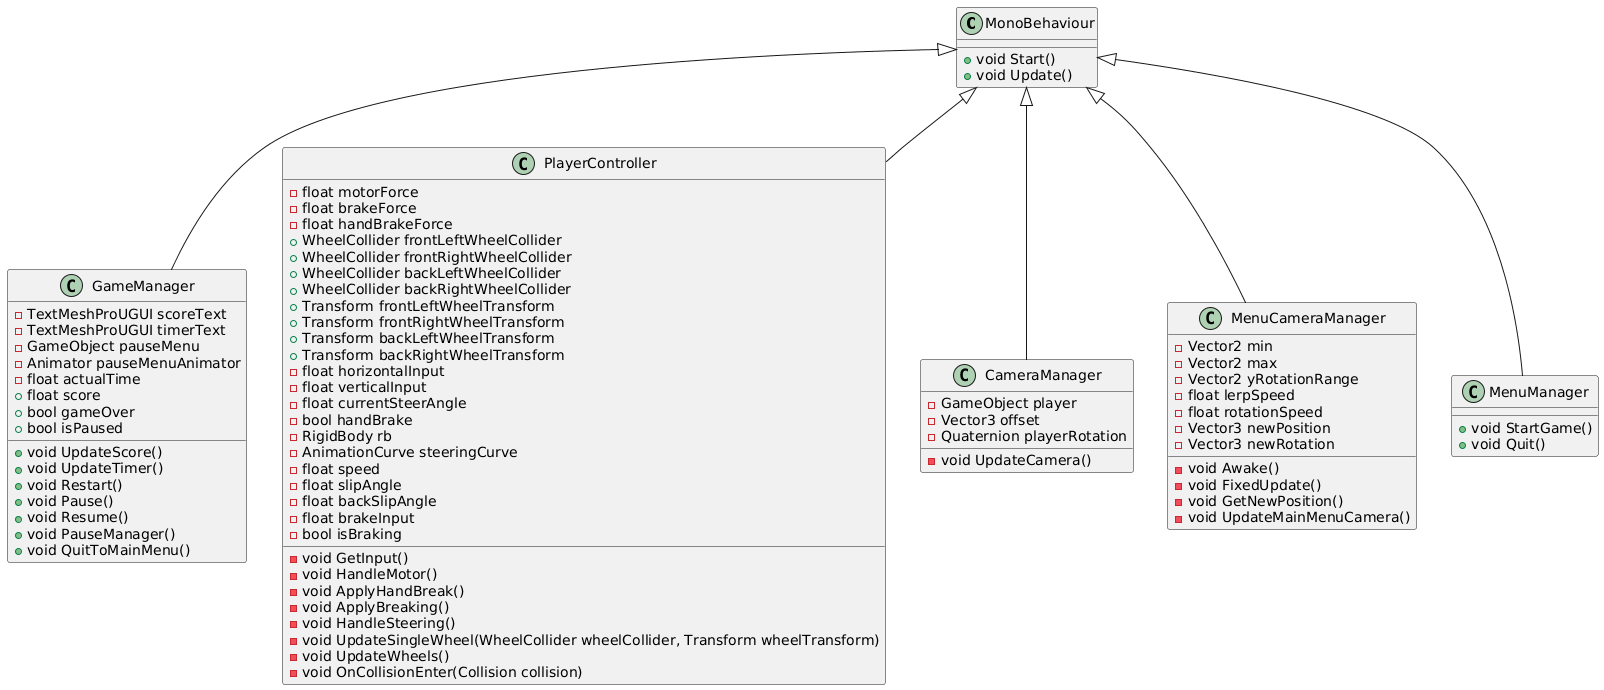 C MonoBehaviour
void Start()
void Update()
C PlayerController
float motorForce
float brakeForce
float handBrakeForce
WheelCollider frontLeftWheelCollider
WheelCollider frontRightWheelCollider
WheelCollider backLeftWheelCollider
WheelCollider backRightWheelCollider
Transform frontLeftWheelTransform
Transform frontRightWheelTransform
Transform backLeftWheelTransform
Transform backRightWheelTransform
float horizontalInput
float verticalInput
float currentSteerAngle
bool handBrake
RigidBody rb
AnimationCurve steeringCurve
float speed
float slipAngle
float backSlipAngle
float brakeInput
bool isBraking
void GetInput()
void HandleMotor()
void ApplyHandBreak()
void ApplyBreaking()
void HandleSteering()
void UpdateSingleWheel(WheelCollider wheelCollider, Transform wheelTransform)
void UpdateWheels()
void OnCollisionEnter(Collision collision)
C GameManager
TextMeshProUGUI scoreText
TextMeshProUGUI timerText
GameObject pauseMenu
Animator pauseMenuAnimator
float actualTime
float score
bool gameOver
bool isPaused
void UpdateScore()
void UpdateTimer()
void Restart()
void Pause()
void Resume()
void PauseManager()
void QuitToMainMenu()
C CameraManager
GameObject player
Vector3 offset
Quaternion playerRotation
void UpdateCamera()
C MenuCameraManager
Vector2 min
Vector2 max
Vector2 yRotationRange
float lerpSpeed
float rotationSpeed
Vector3 newPosition
Vector3 newRotation
void Awake()
void FixedUpdate()
void GetNewPosition()
void UpdateMainMenuCamera()
C MenuManager
void StartGame()
void Quit()